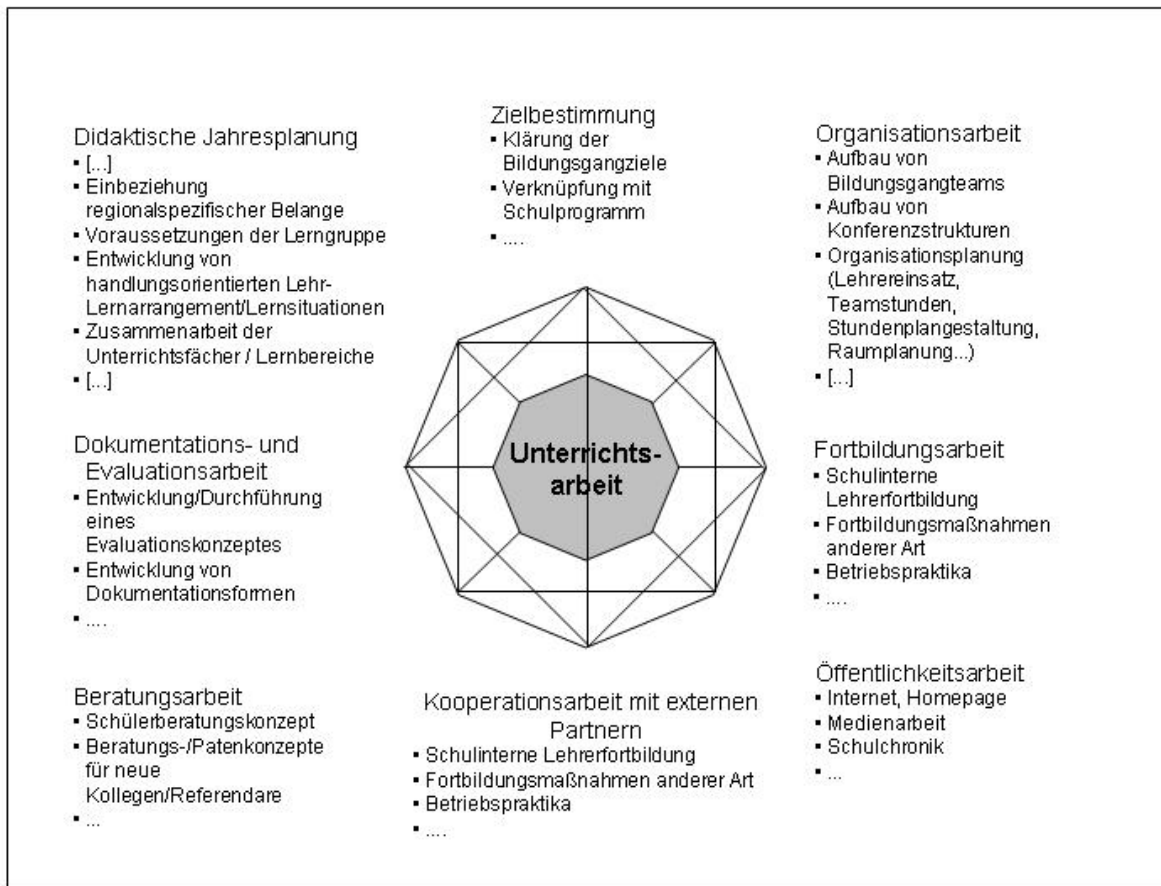 Didaktische Jahresplanung
▪ [...]
▪ Einbeziehung
regionalspezifischer Belange
▪ Voraussetzungen der Lerngruppe
▪ Entwicklung von
handlungsorientierten Lehr-
Lernarrangement/Lernsituationen
▪ Zusammenarbeit der
Unterrichtsfächer / Lernbereiche
▪ [...]
Zielbestimmung
▪ Klärung der
Bildungsgangziele
▪ Verknüpfung mit
Schulprogramm
▪ ....
Organisationsarbeit
▪ Aufbau von
Bildungsgangteams
▪ Aufbau von
Konferenzstrukturen
▪ Organisationsplanung
(Lehrereinsatz,
Teamstunden,
Stundenplangestaltung,
Raumplanung...)
▪ [...]
Dokumentations- und
Evaluationsarbeit
▪ Entwicklung/Durchführung
eines
Evaluationskonzeptes
▪ Entwicklung von
Dokumentationsformen
▪ ....
Unterrichts-
arbeit
Fortbildungsarbeit
▪ Schulinterne
Lehrerfortbildung
▪ Fortbildungsmaßnahmen
anderer Art
▪ Betriebspraktika
▪ ....
Beratungsarbeit
▪ Schülerberatungskonzept
▪ Beratungs-/Patenkonzepte
für neue
Kollegen/Referendare
▪ ...
Kooperationsarbeit mit externen
Partnern
▪ Schulinterne Lehrerfortbildung
▪ Fortbildungsmaßnahmen anderer Art
▪ Betriebspraktika
▪ ....
Öffentlichkeitsarbeit
▪ Internet, Homepage
▪ Medienarbeit
▪ Schulchronik
▪ ...